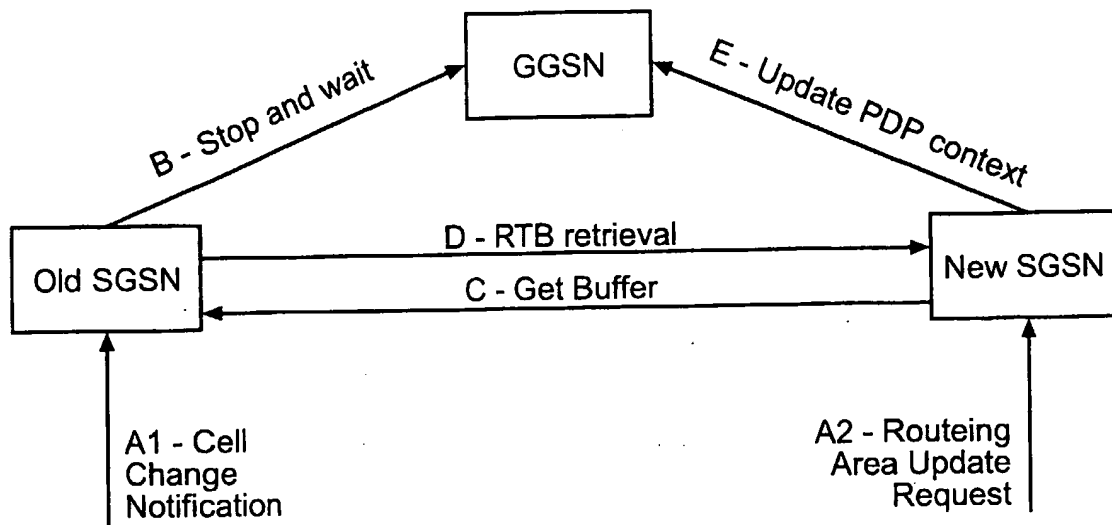 GGSN
B - Stop and wait
E - Update PDP context
Old SGSN
D - RTB retrieval
C - Get Buffer
New SGSN
A1 - Cell
Change
Notification
A2 - Routeing
Area Update
Request